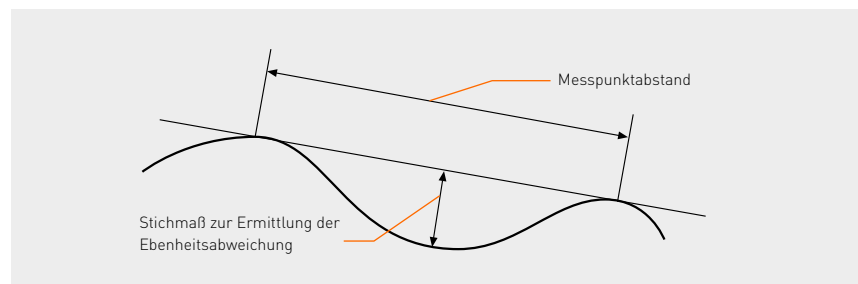 Messpunktabstand
Stichmaß zur Ermittlung der
Ebenheitsabweichung